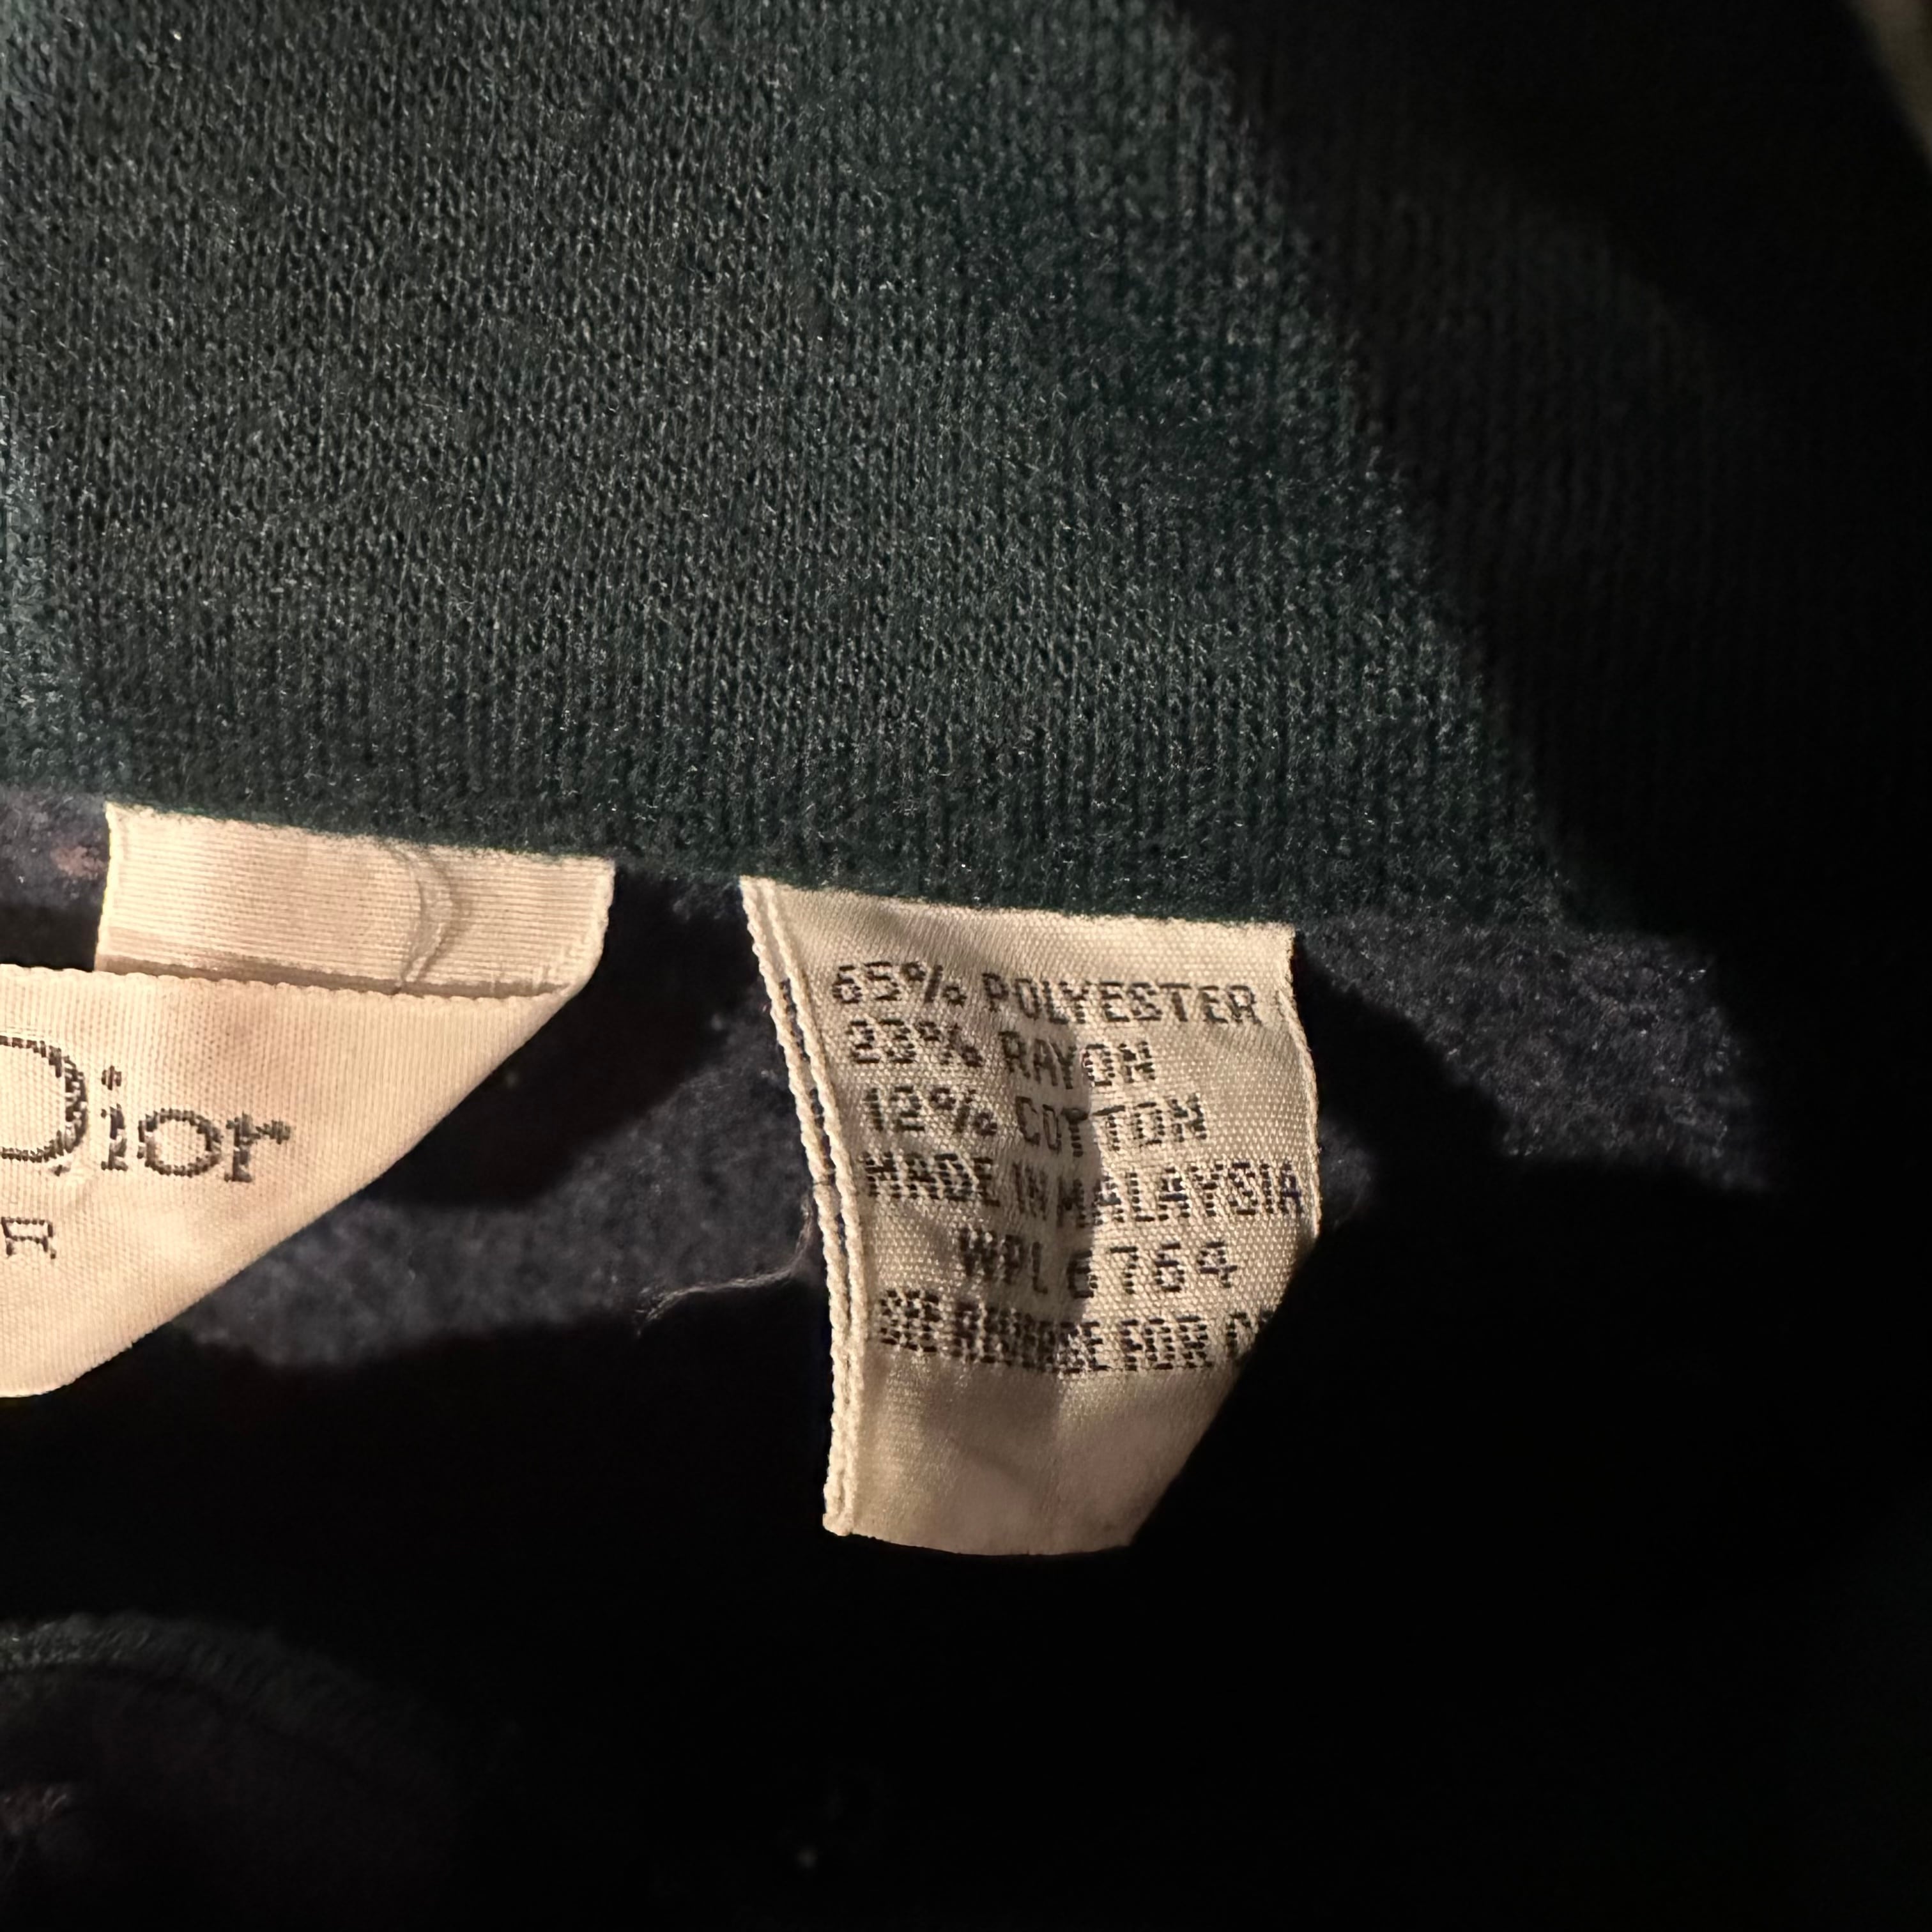 Dior
R
65% POLYESTER
23% RAYON
12% COTTON
MADE IN MALAYSIA
WPL 6764
SEE REVERSE FOR